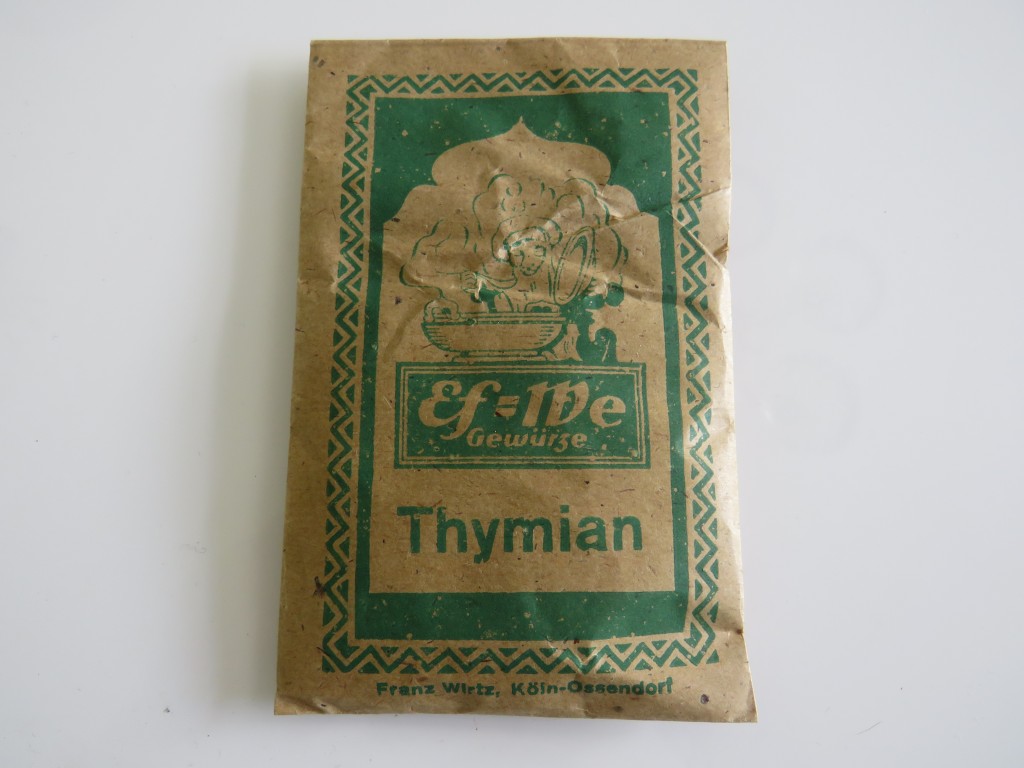 Ef=We
Gewürze
Thymian
Franz Wirtz, Köln-Ossendorf